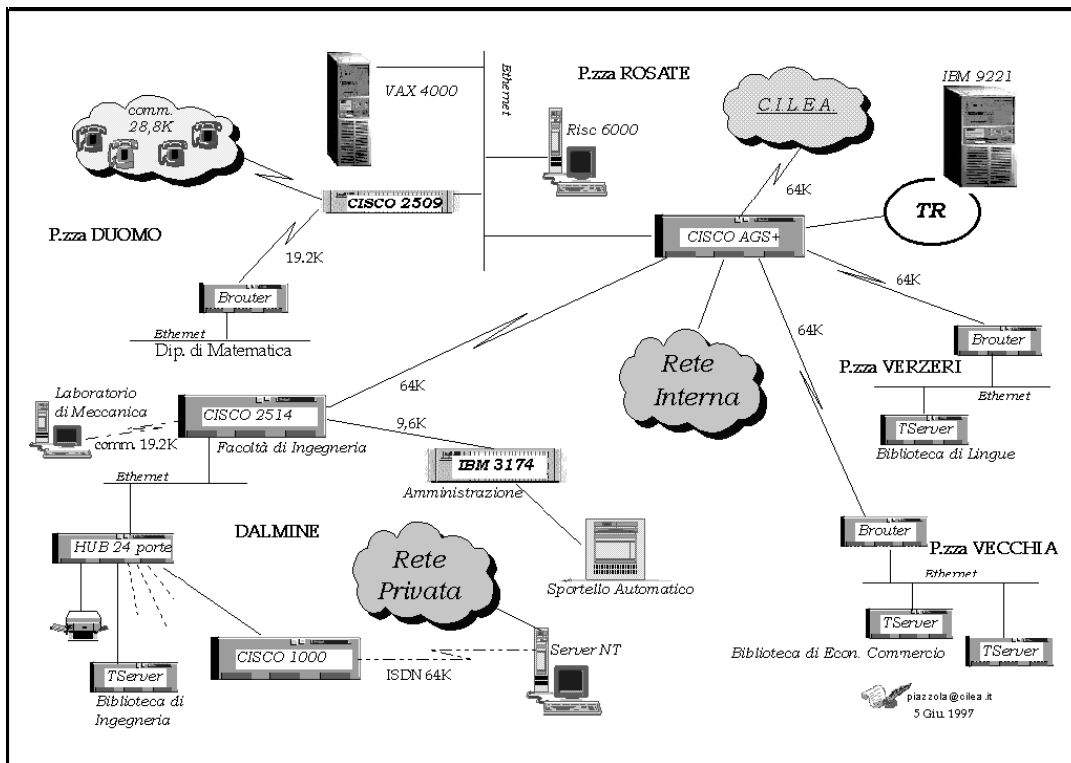 comm.
28,8K
VAX 4000
Ethernet
P.zza ROSATE
Risc 6000
C.I.L.E.A.
IBM 9221
64K
TR
CISCO 2509
CISCO AGS+
P.zza DUOMO
19.2K
Brouter
Ethernet
Dip. di Matematica
64K
64K
Brouter
P.zza VERZERI
Ethernet
TServer
Biblioteca di Lingue
Rete
Interna
Laboratorio
di Meccanica
comm. 19.2K
CISCO 2514
Facoltà di Ingegneria
64K
9,6K
IBM 3174
Amministrazione
Ethernet
HUB 24 porte
DALMINE
Rete
Privata
Sportello Automatico
Brouter
P.zza VECCHIA
Ethernet
TServer
Biblioteca di Econ. Commercio
TServer
CISCO 1000
ISDN 64K
Server NT
TServer
Biblioteca di
Ingegneria
piazzola@cilea.it
5 Giu. 1997